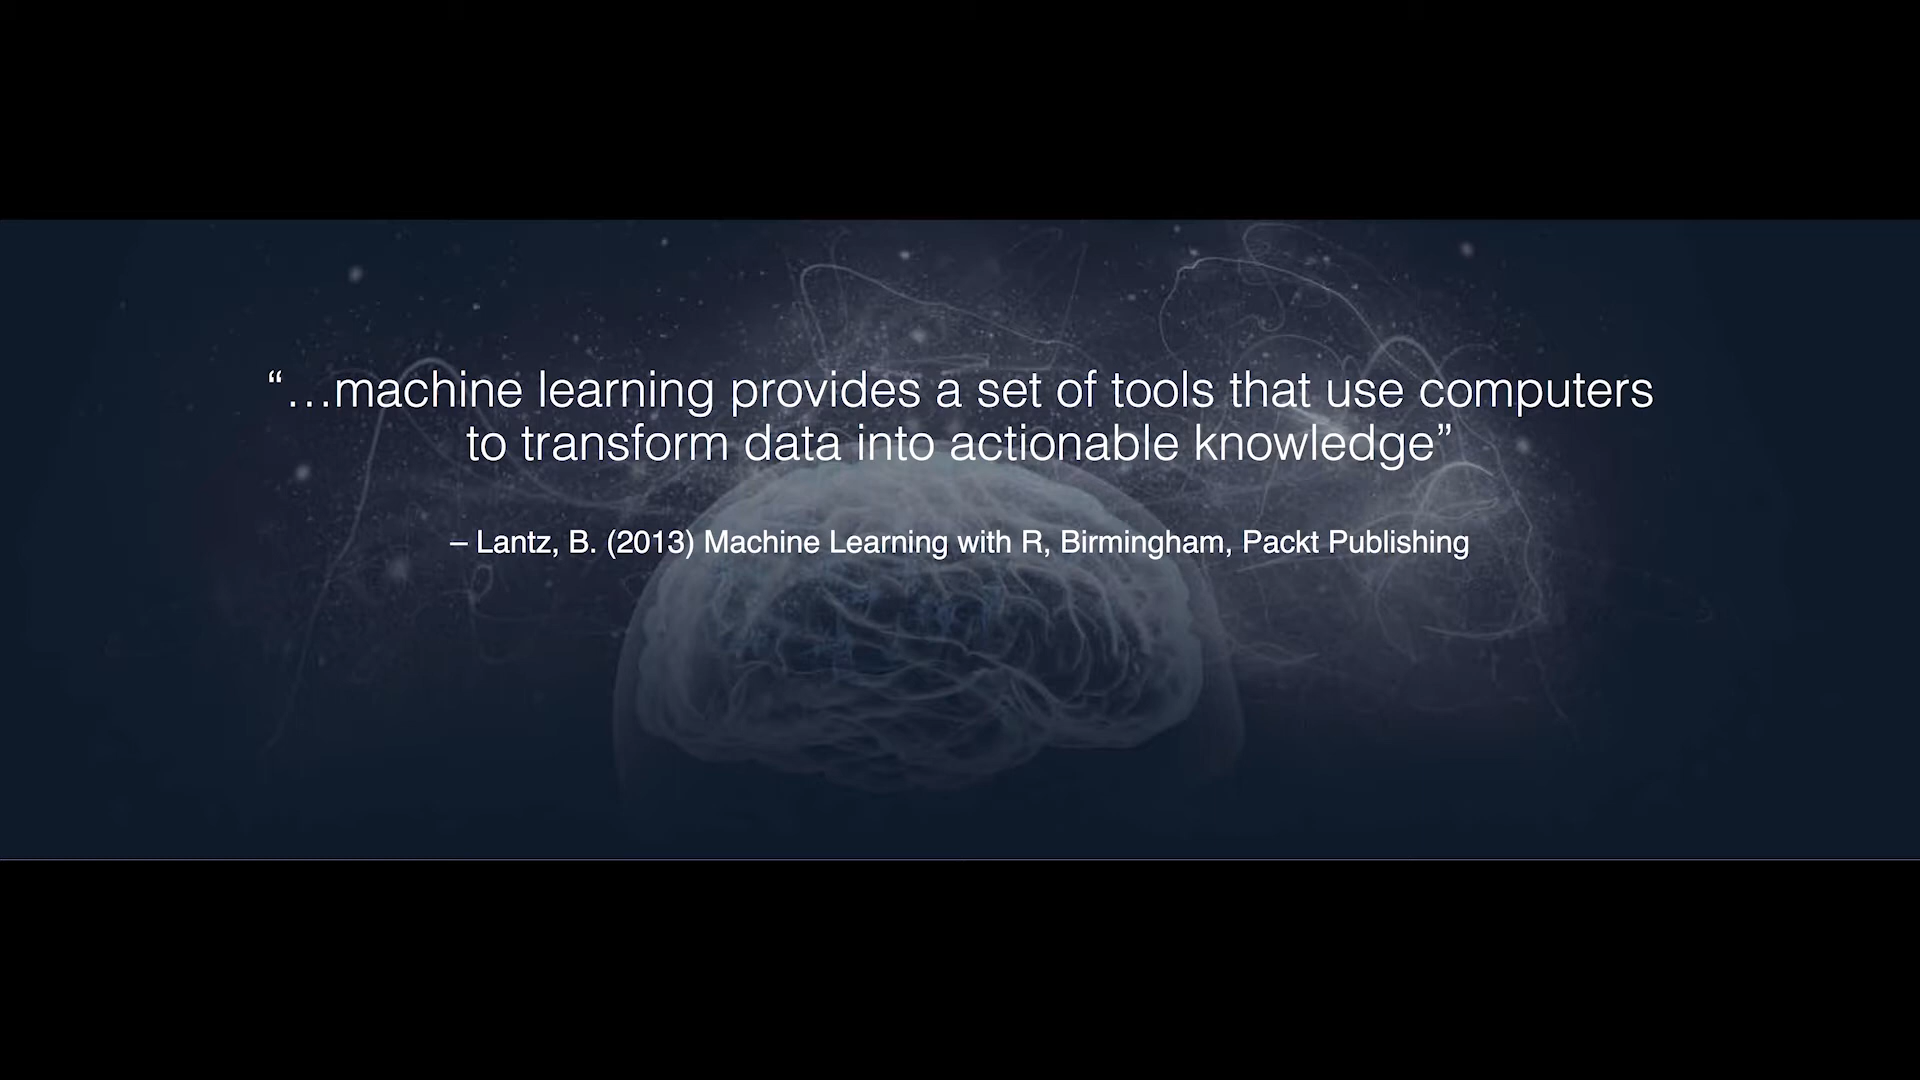 “…machine learning provides a set of tools that use computers
to transform data into actionable knowledge”
– Lantz, B. (2013) Machine Learning with R, Birmingham, Packt Publishing